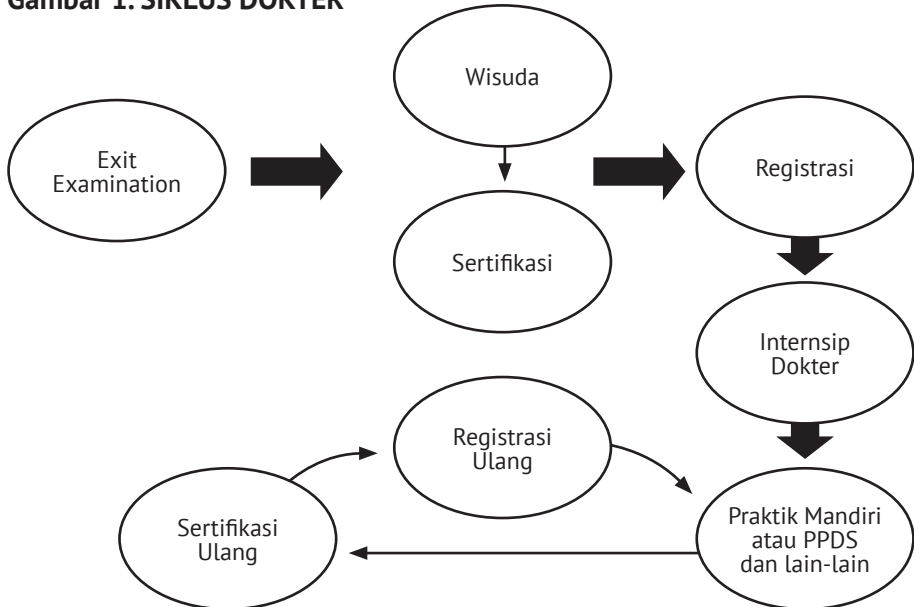 Gambar 1. SIKLUS DOKTER
Wisuda
Exit
Examination
Registrasi
Sertifikasi
Internsip
Dokter
Registrasi
Ulang
Sertifikasi
Ulang
Praktik Mandiri
atau PPDS
dan lain-lain